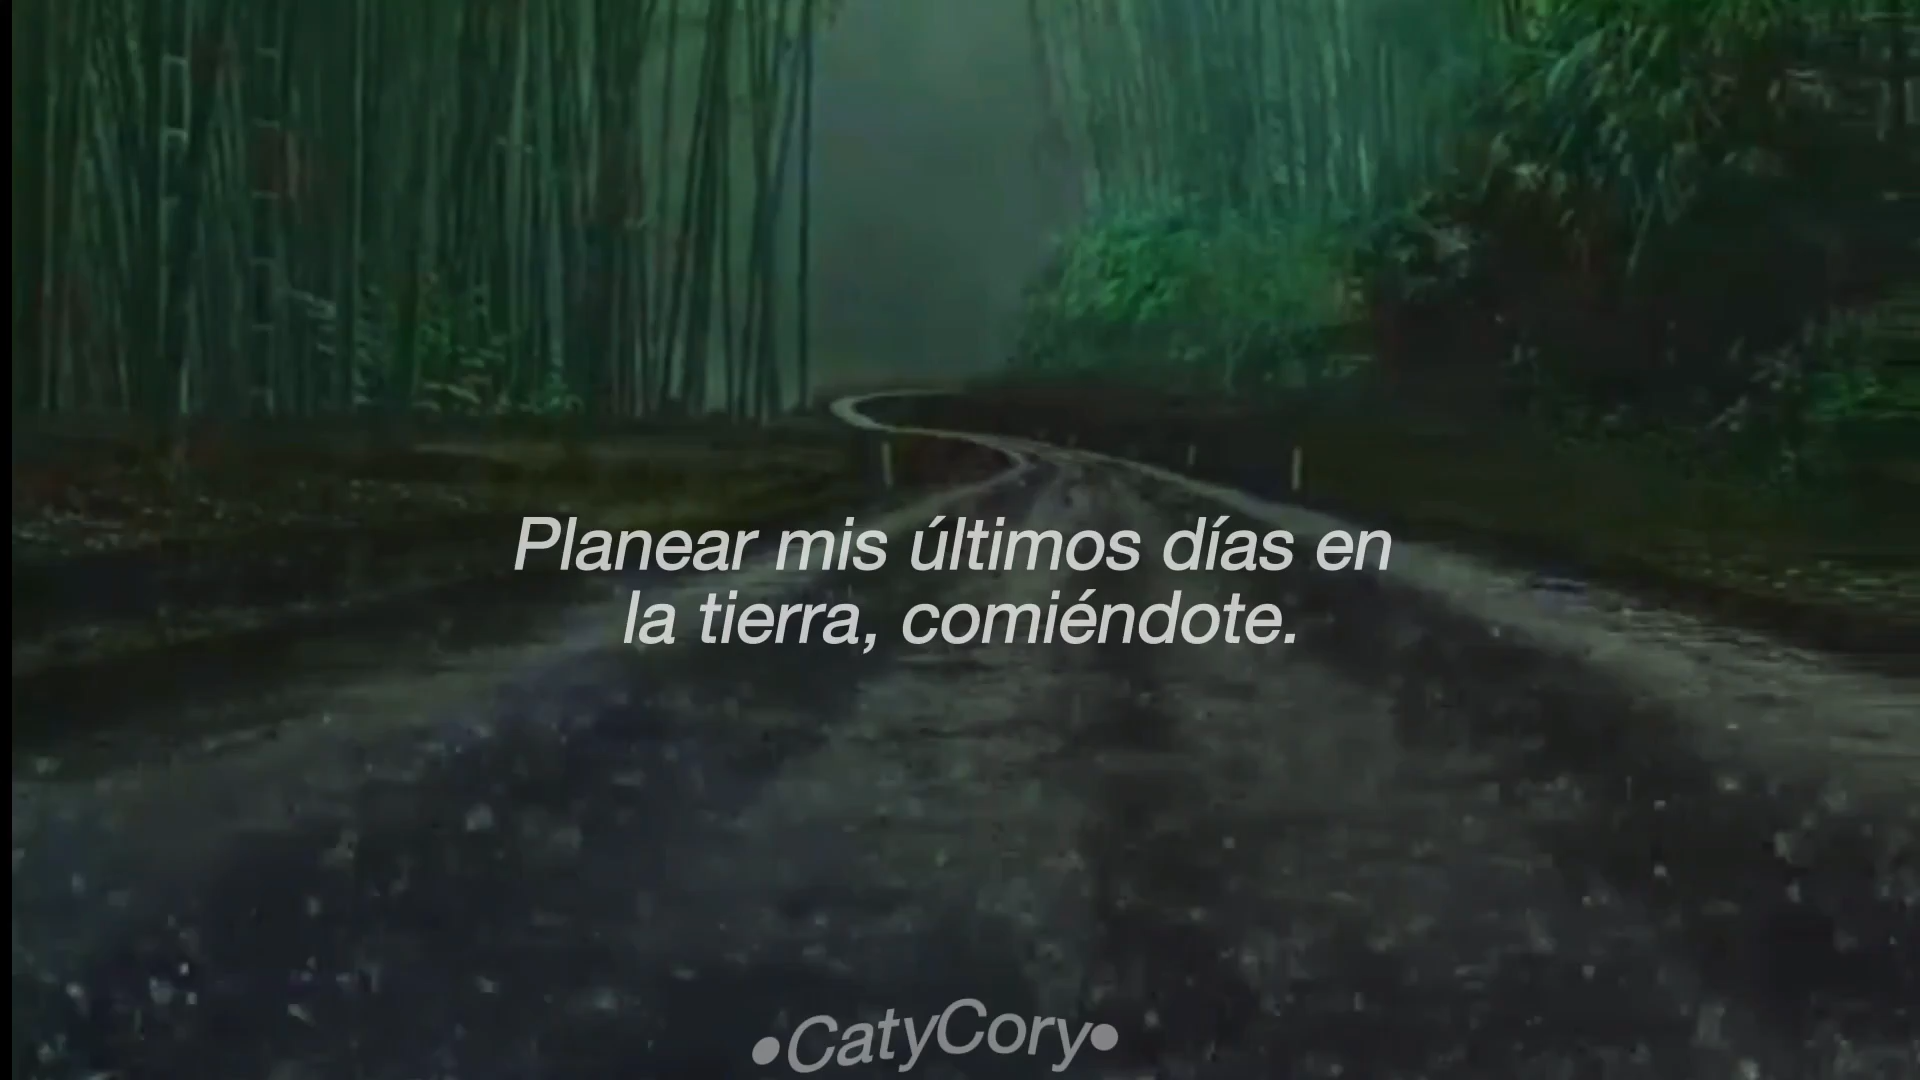 Planear mis últimos días en
la tierra, comiéndote.
•CatyCory•